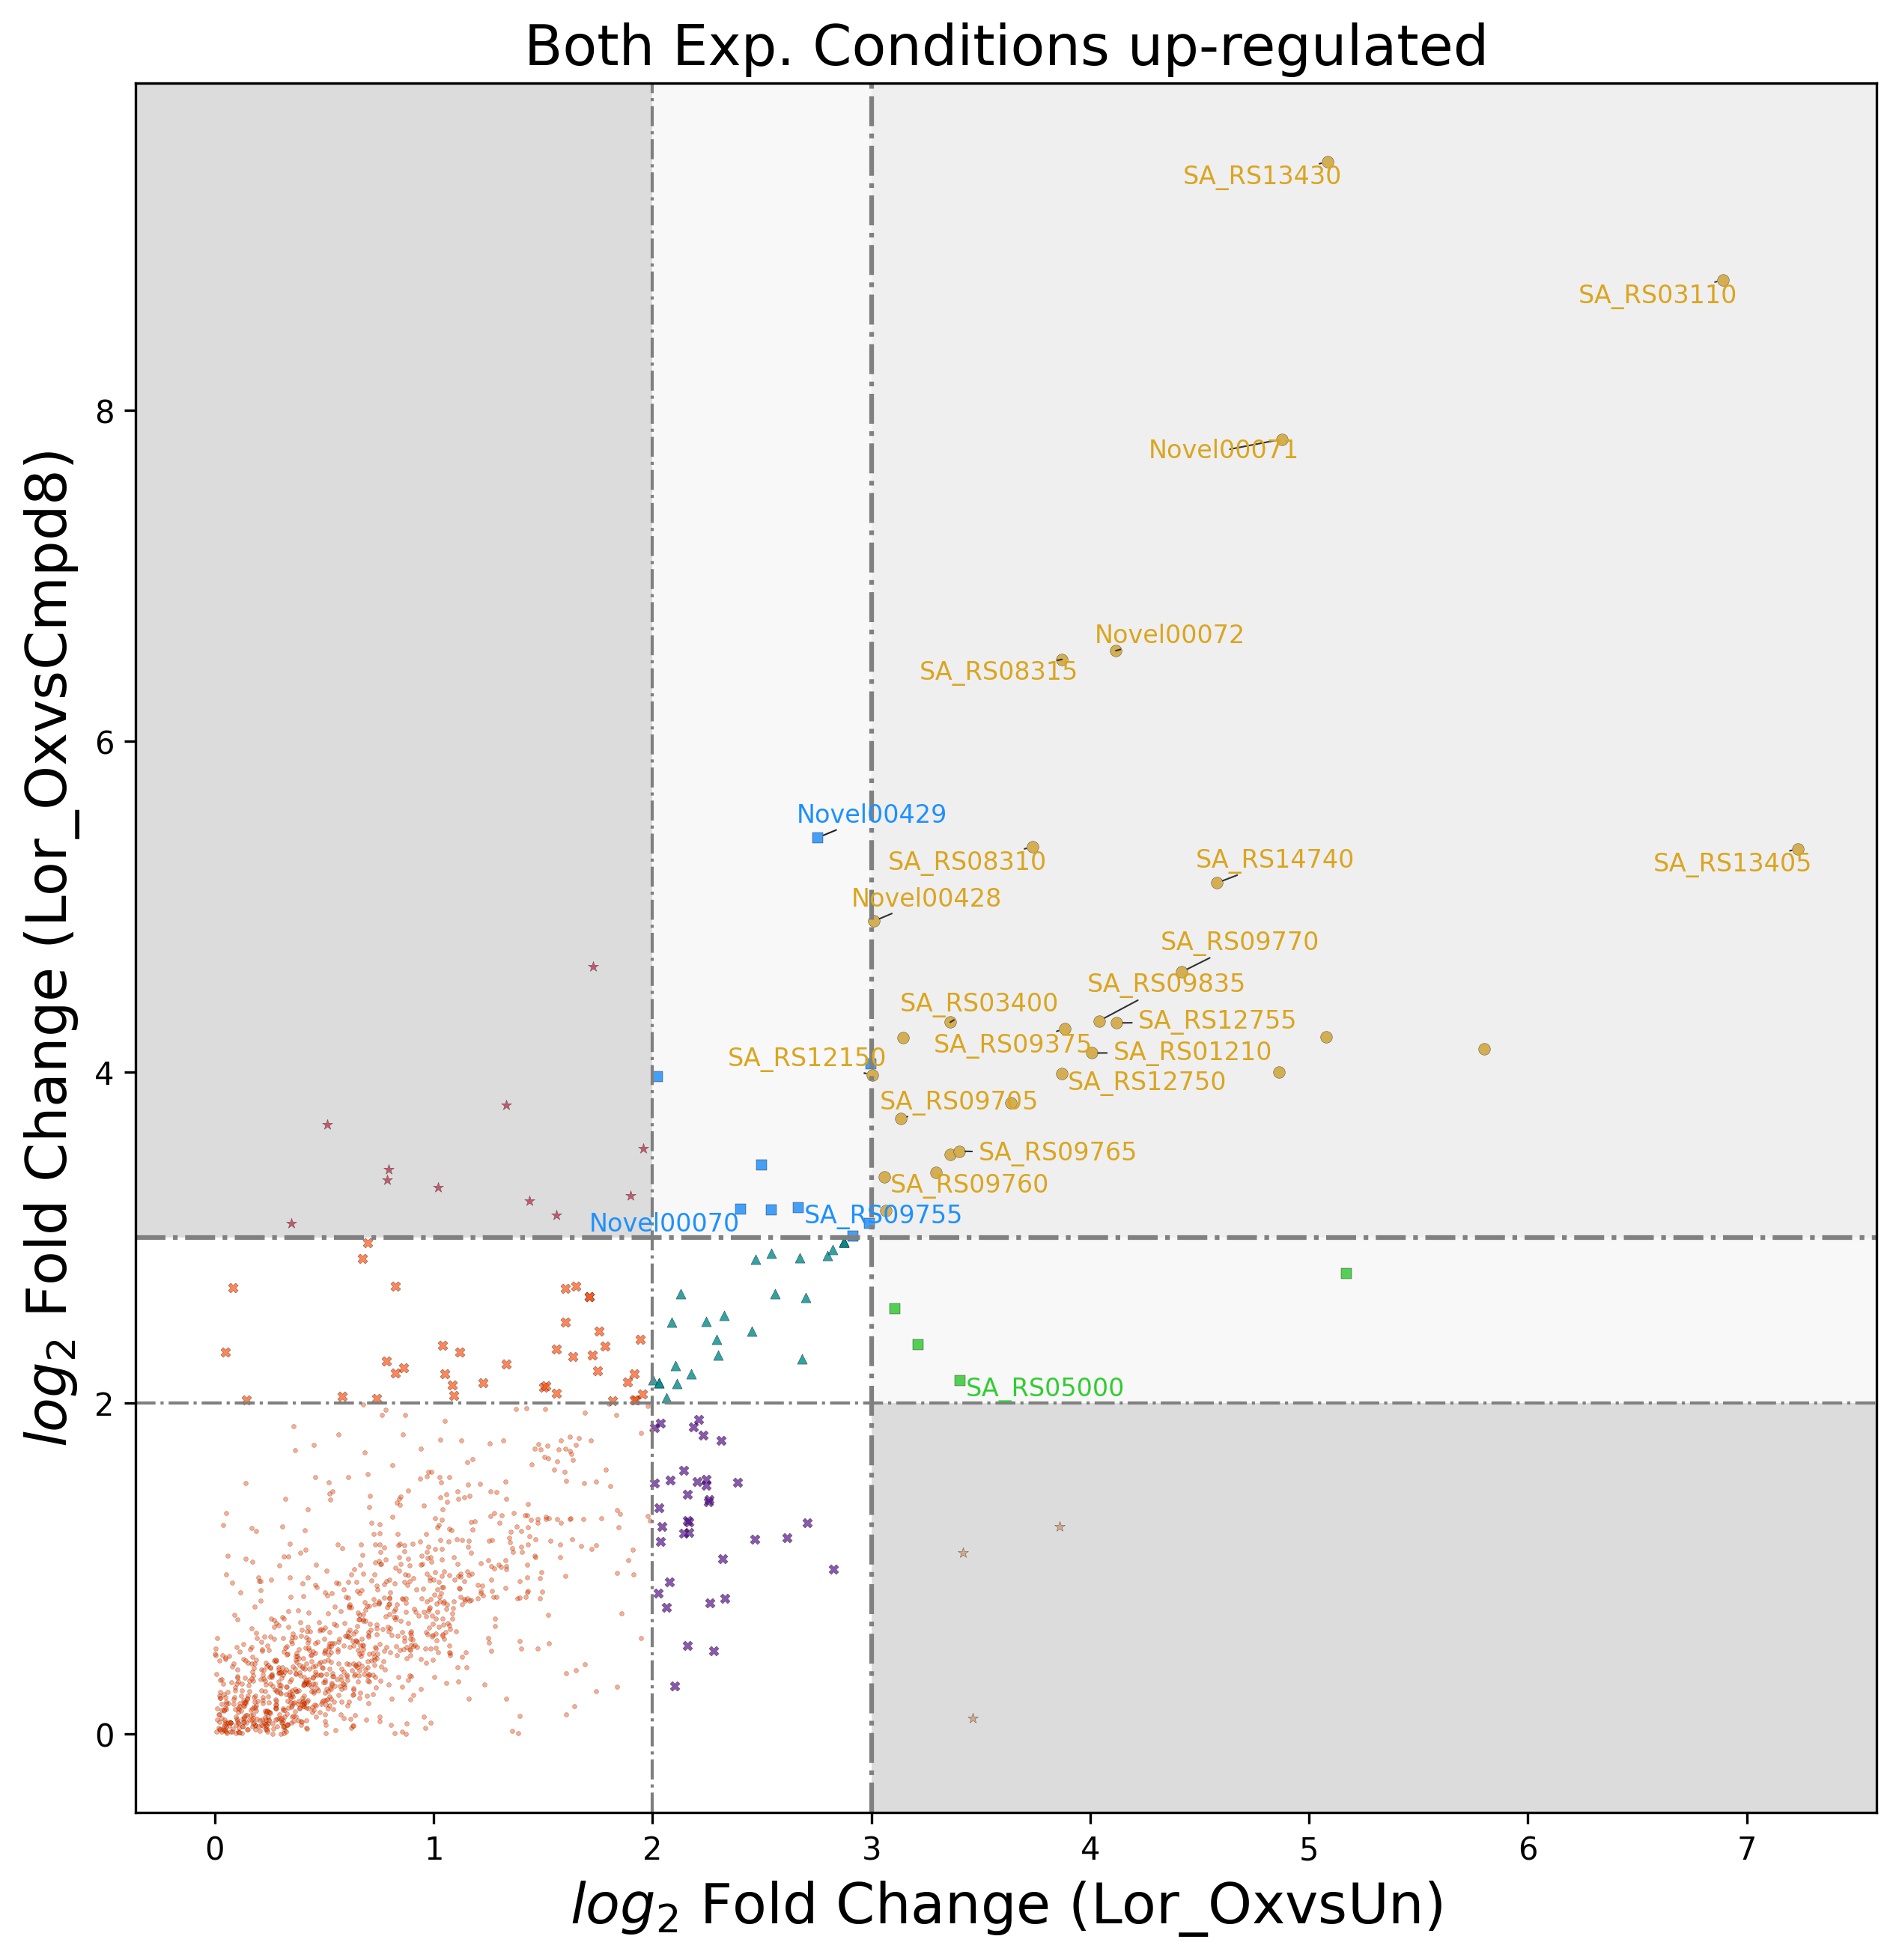 Both Exp. Conditions up-regulated
SA_RS13430
SA_RS03110
8
Novel00071
Novel00072
SA_RS08315
6
Novel00429
SA_RS08310
SA_RS14740
SA_RS13405
Novel00428
SA_RS09770
SA_RS09835
SA_RS03400
SA_RS12755
SA_RS09375
SA_RS01210
SA_RS12150
4
SA_RS12750
SA_RS09705
SA_RS09765
SA_RS09760
Novel00070
SA_RS09755
SA_RS05000
2
0
0 1 2 3 4 5 6 7
log2 Fold Change (Lor_OxvsUn)
log2 Fold Change (Lor_OxvsCmpd8)